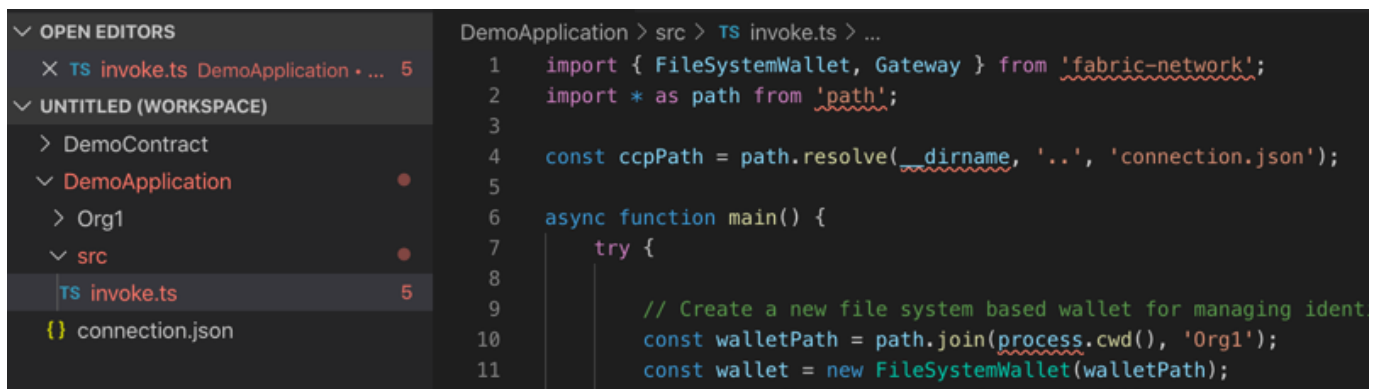 OPEN EDITORS
TS invoke.ts DemoApplication • ... 5
UNTITLED (WORKSPACE)
DemoContract
DemoApplication
Org1
src
TS invoke.ts 5
{} connection.json
DemoApplication > src > TS invoke.ts > ...
1 import { FileSystemWallet, Gateway } from 'fabric-network';
2 import * as path from 'path';
3
4 const ccpPath = path.resolve(__dirname, '..', 'connection.json');
5
6 async function main() {
7 try {
8
9 // Create a new file system based wallet for managing ident
10 const walletPath = path.join(process.cwd(), 'Org1');
11 const wallet = new FileSystemWallet(walletPath);